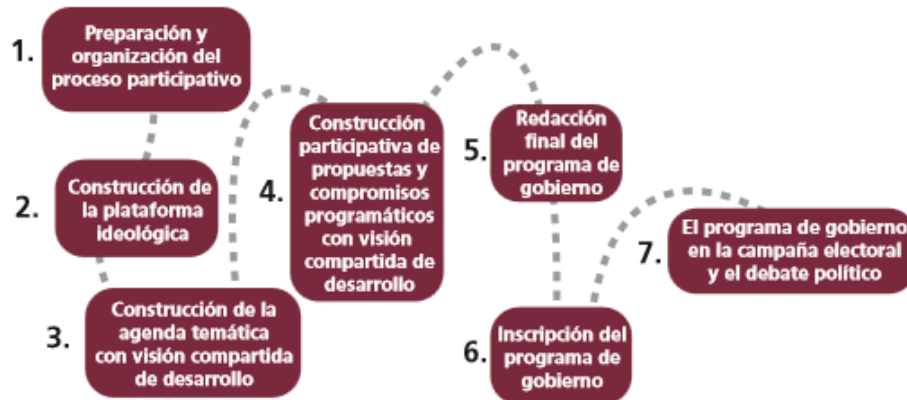 1.
Preparación y
organización del
proceso participativo
2.
Construcción de
la plataforma
ideológica
3.
Construcción de la
agenda temática
con visión compartida
de desarrollo
4.
Construcción
participativa de
propuestas y
compromisos
programáticos
con visión
compartida de
desarrollo
5.
Redacción
final del
programa de
gobierno
6.
Inscripción del
programa de
gobierno
7.
El programa de gobierno
en la campaña electoral
y el debate político